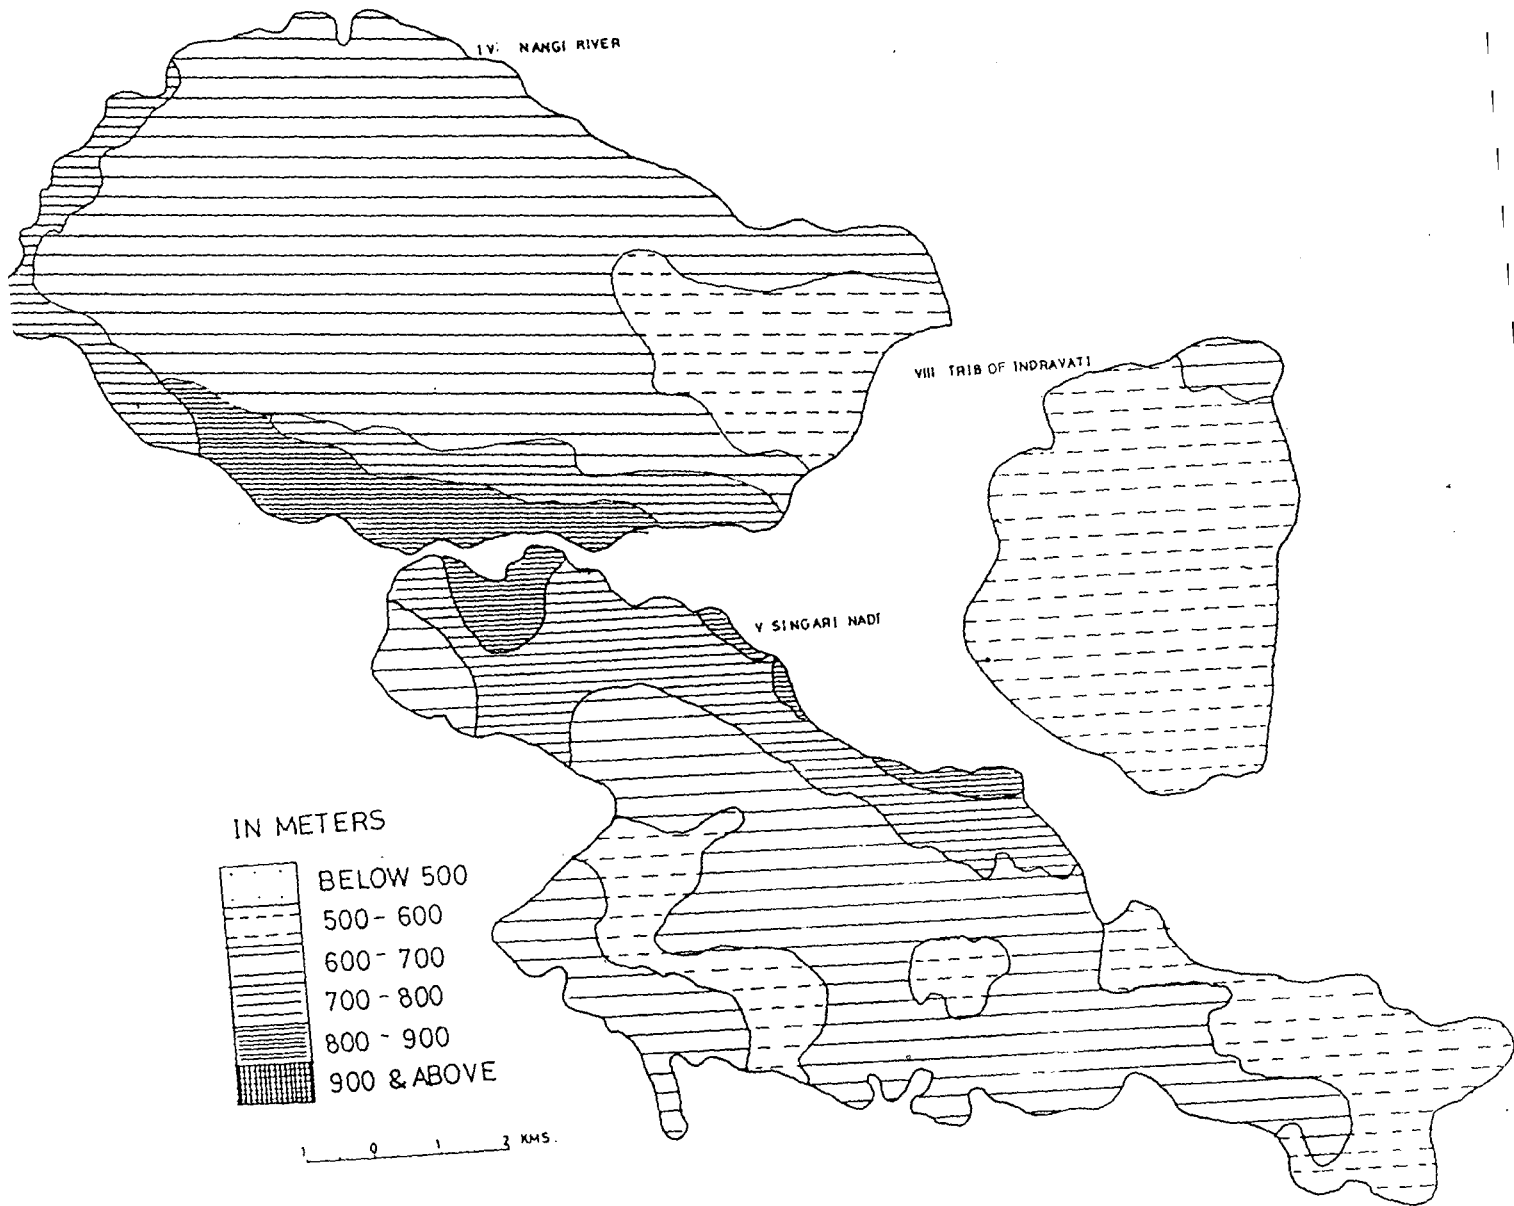 IV. NANGI RIVER
VIII TRIB OF INDRAVATI
V SINGARI NADI
IN METERS
BELOW 500
500 - 600
600 - 700
700 - 800
800 - 900
900 & ABOVE
1 0 1 2 KMS.